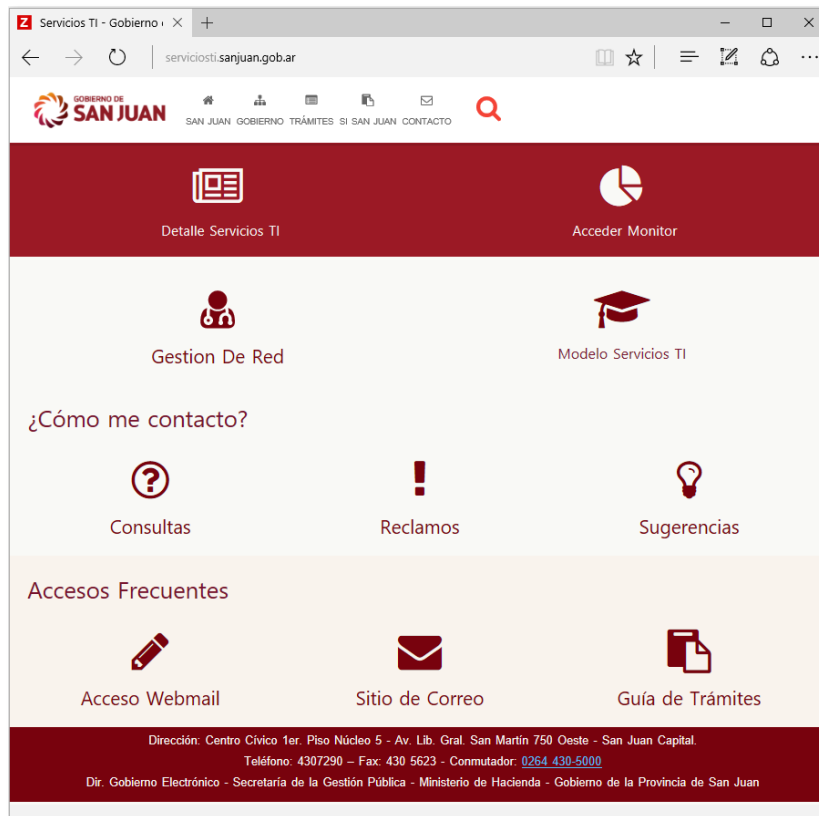 Z Servicios TI - Gobierno
serviciosti.sanjuan.gob.ar
GOBIERNO DE
SAN JUAN
SAN JUAN GOBIERNO TRÁMITES SI SAN JUAN CONTACTO
Detalle Servicios TI Acceder Monitor
Gestion De Red Modelo Servicios TI
¿Cómo me contacto?
Consultas Reclamos Sugerencias
Accesos Frecuentes
Acceso Webmail Sitio de Correo Guía de Trámites
Dirección: Centro Cívico 1er. Piso Núcleo 5 - Av. Lib. Gral. San Martín 750 Oeste - San Juan Capital.
Teléfono: 4307290 – Fax: 430 5623 - Conmutador: 0264 430-5000
Dir. Gobierno Electrónico - Secretaría de la Gestión Pública - Ministerio de Hacienda - Gobierno de la Provincia de San Juan